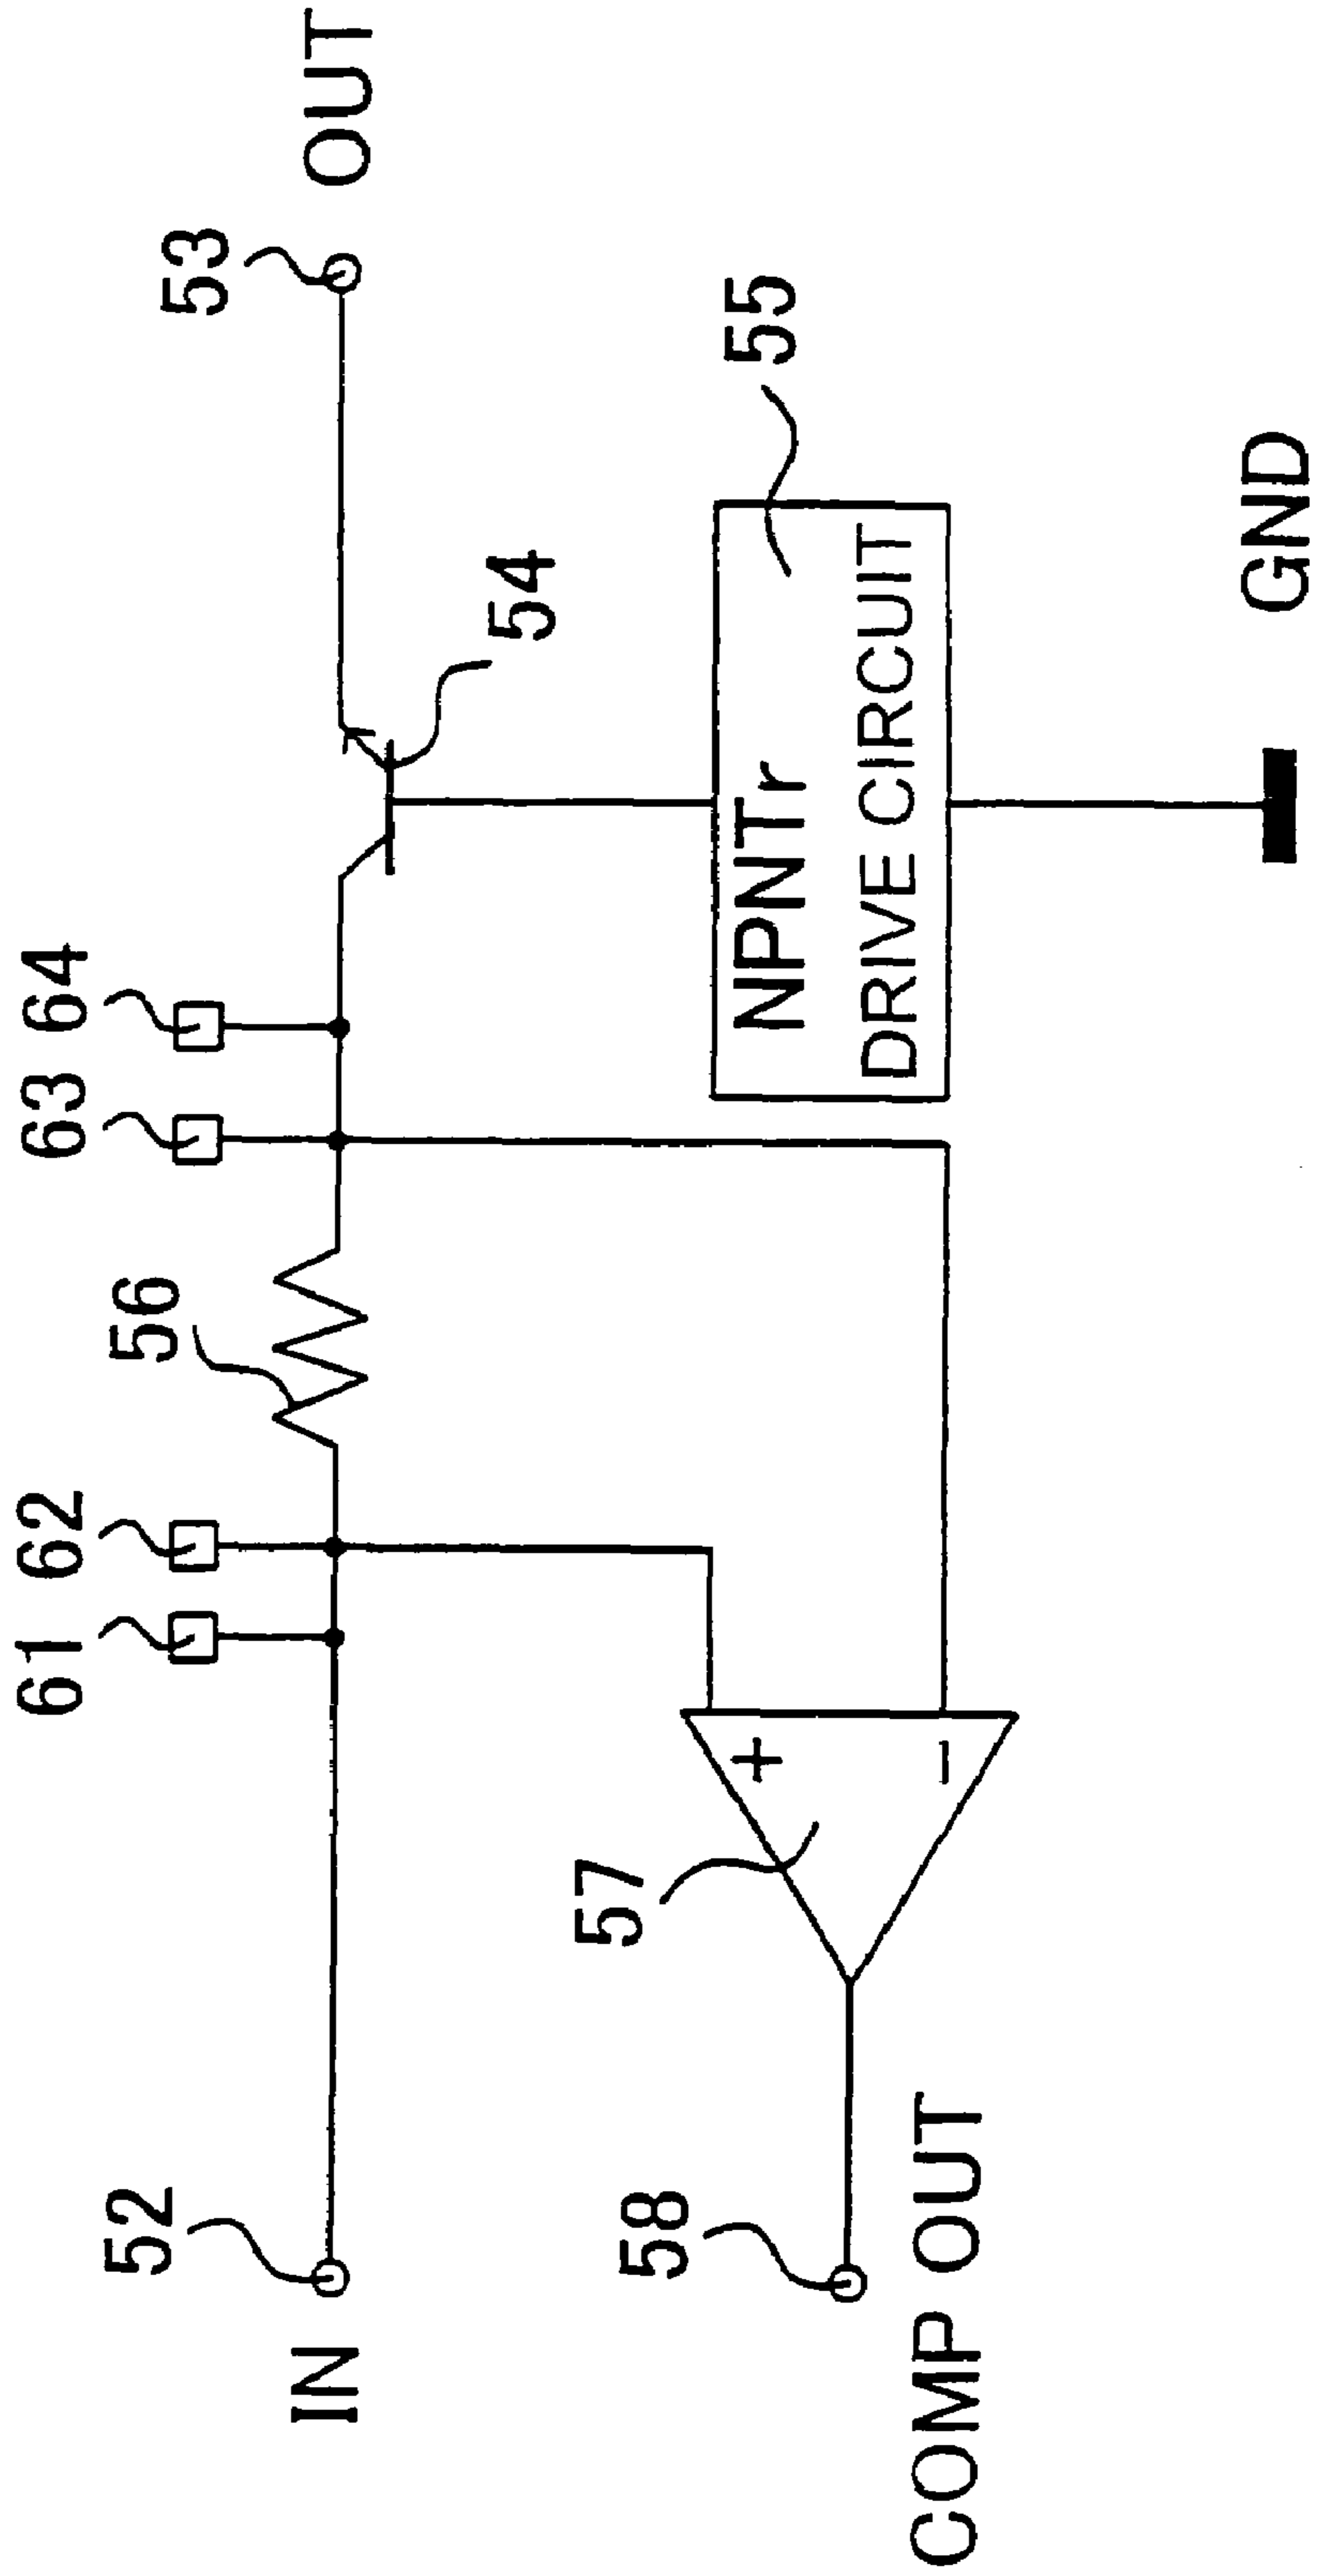 61 62
63 64
52
56
53
IN
OUT
54
57
55
58
NPNTr
DRIVE CIRCUIT
+
−
COMP OUT
GND